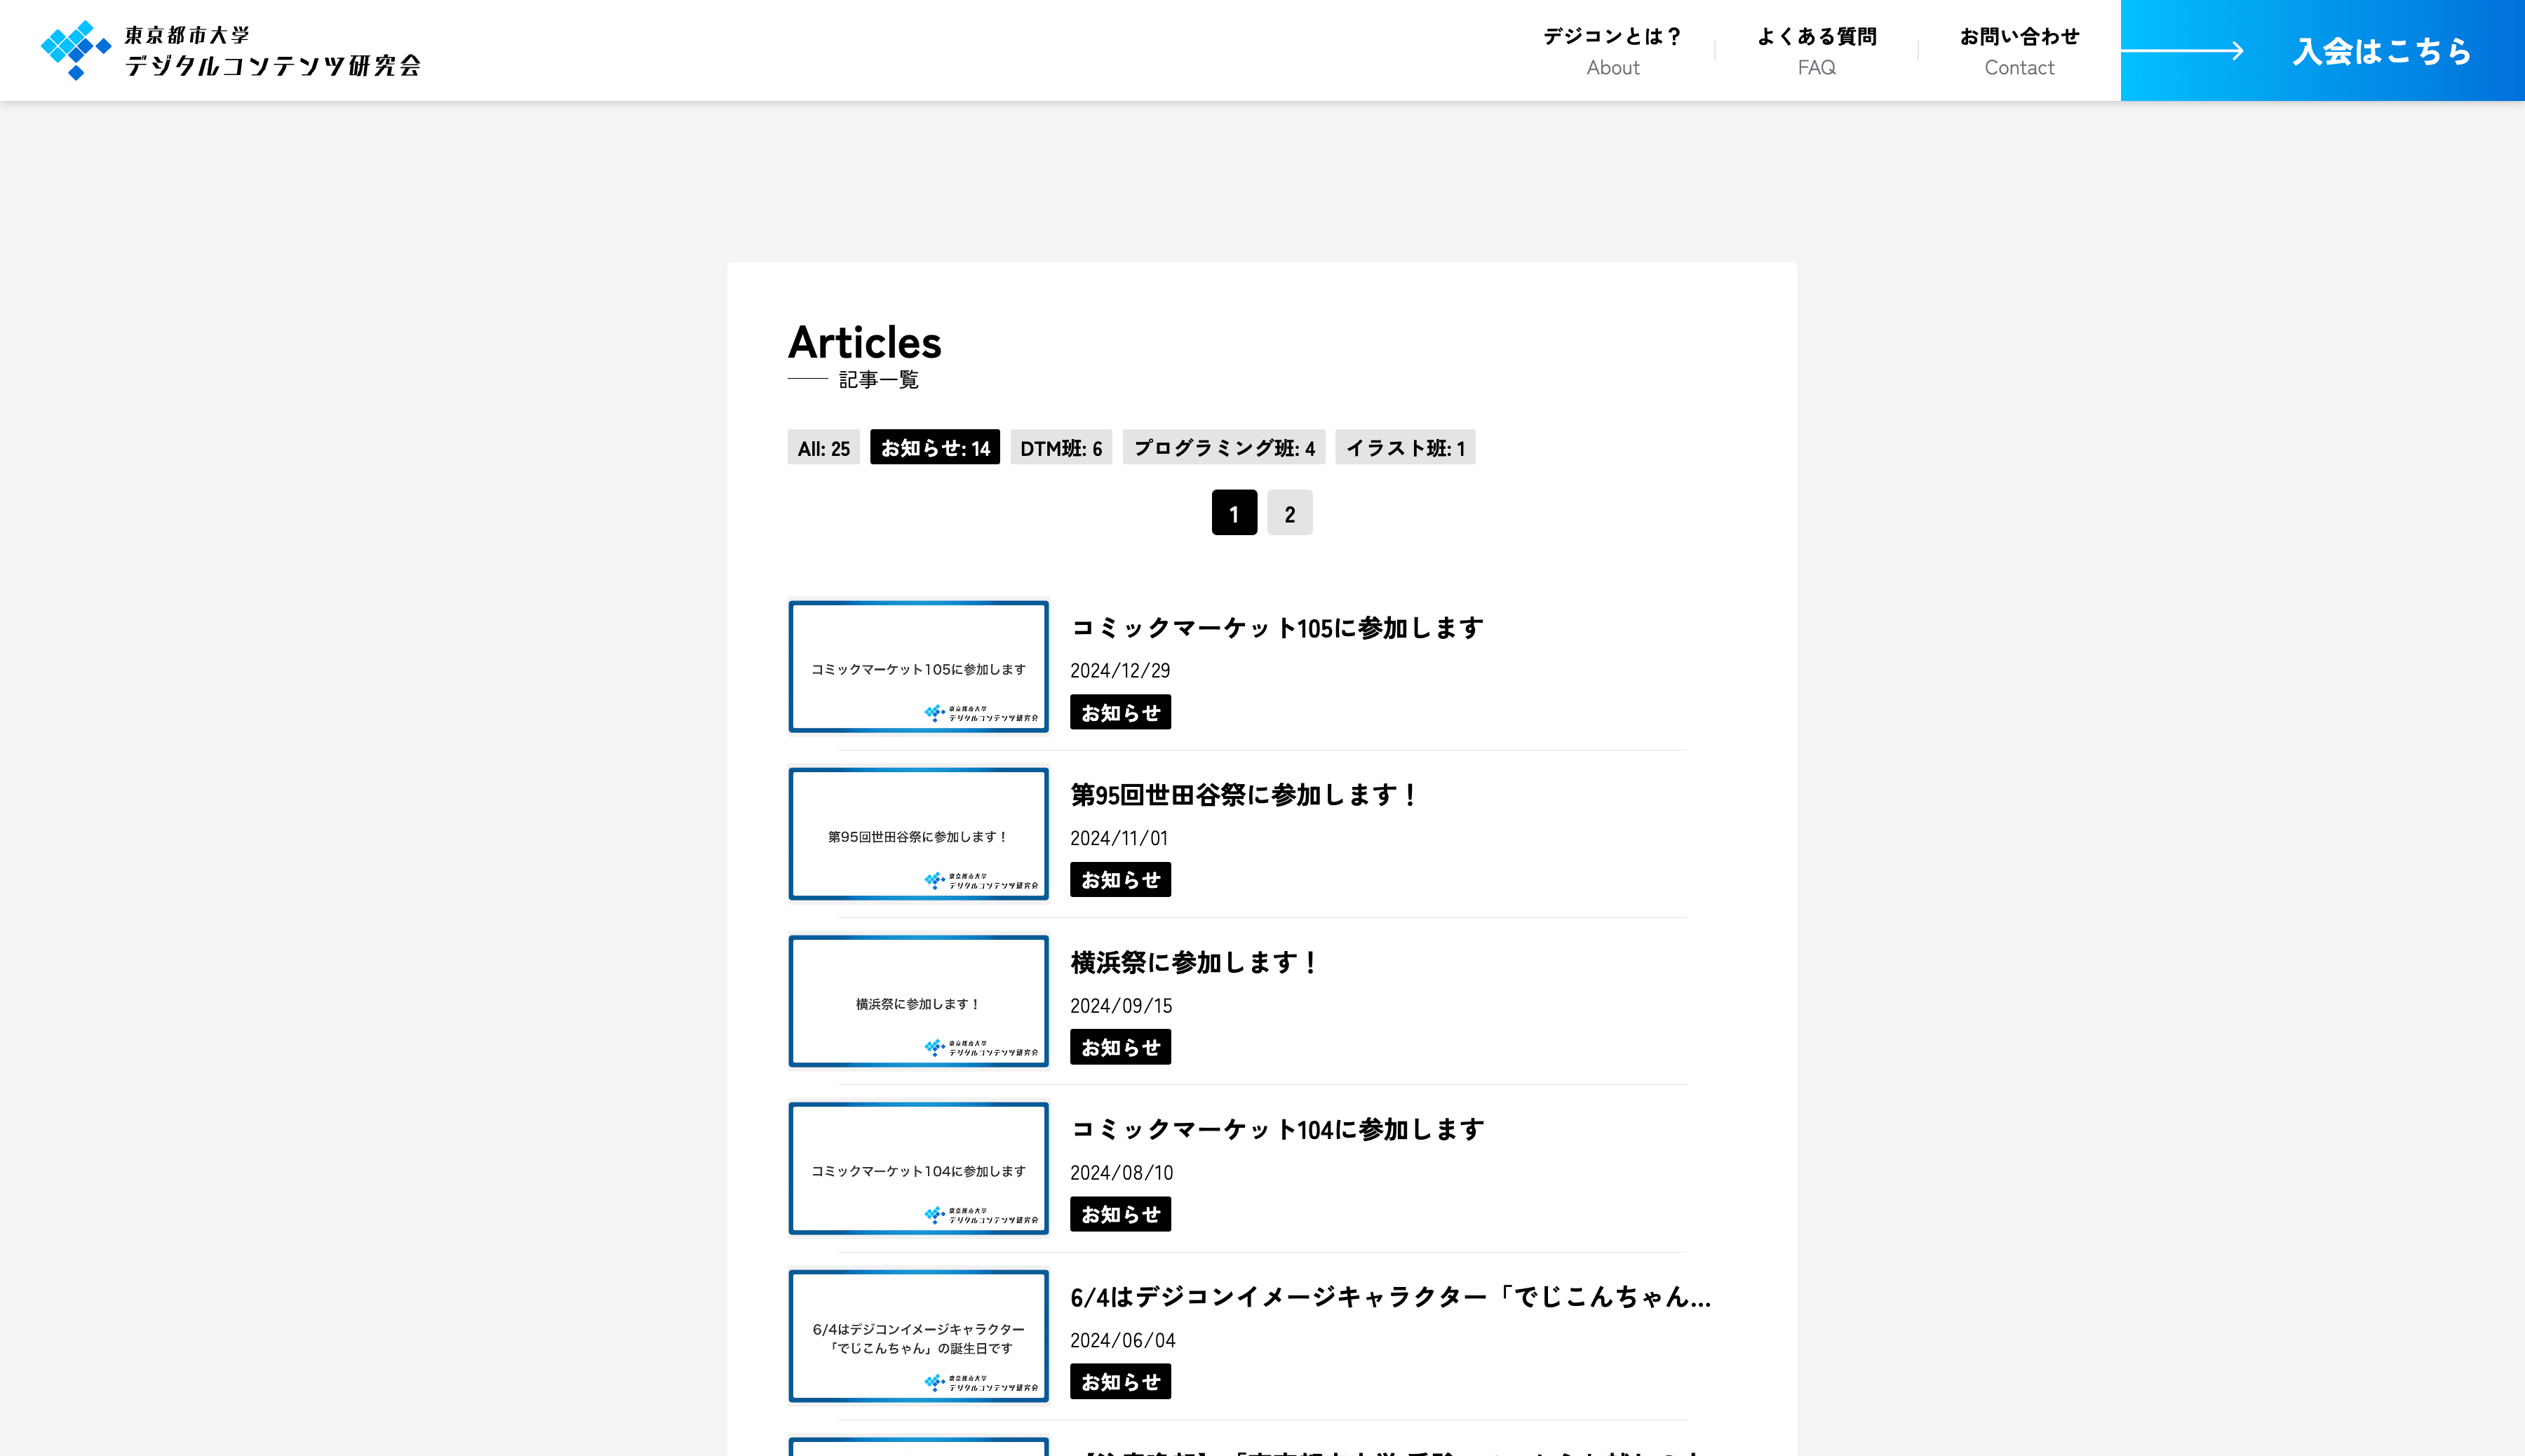 東京都市大学
デジタルコンテンツ研究会
デジコンとは？
About
よくある質問
FAQ
お問い合わせ
Contact
入会はこちら
Articles
記事一覧
All: 25
お知らせ: 14
DTM班: 6
プログラミング班: 4
イラスト班: 1
1
2
コミックマーケット105に参加します
東京都市大学
デジタルコンテンツ研究会
コミックマーケット105に参加します
2024/12/29
お知らせ
第95回世田谷祭に参加します！
東京都市大学
デジタルコンテンツ研究会
第95回世田谷祭に参加します！
2024/11/01
お知らせ
横浜祭に参加します！
東京都市大学
デジタルコンテンツ研究会
横浜祭に参加します！
2024/09/15
お知らせ
コミックマーケット104に参加します
東京都市大学
デジタルコンテンツ研究会
コミックマーケット104に参加します
2024/08/10
お知らせ
6/4はデジコンイメージキャラクター
「でじこんちゃん」の誕生日です
東京都市大学
デジタルコンテンツ研究会
6/4はデジコンイメージキャラクター「でじこんちゃん...
2024/06/04
お知らせ